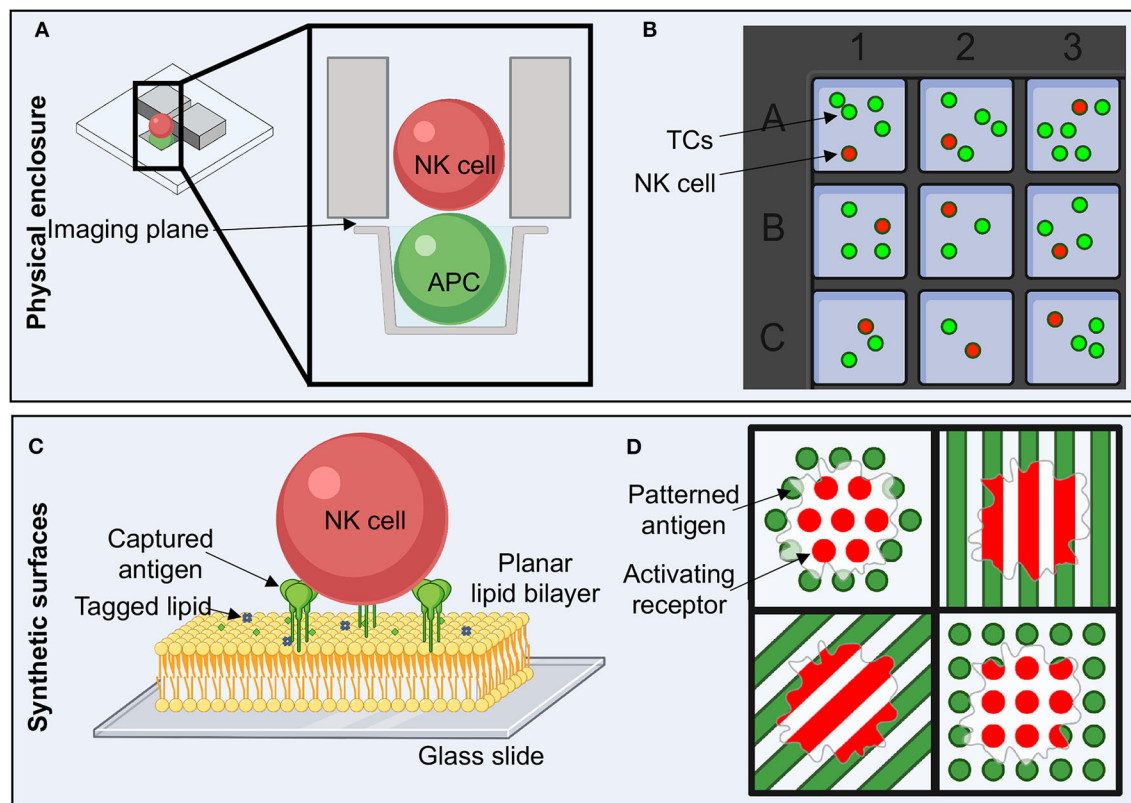 A
Physical enclosure
NK cell
Imaging plane
APC
B
1 2 3
A
B
C
TCs
NK cell
C
Synthetic surfaces
NK cell
Captured
antigen
Tagged lipid
Planar
lipid bilayer
Glass slide
D
Patterned
antigen
Activating
receptor